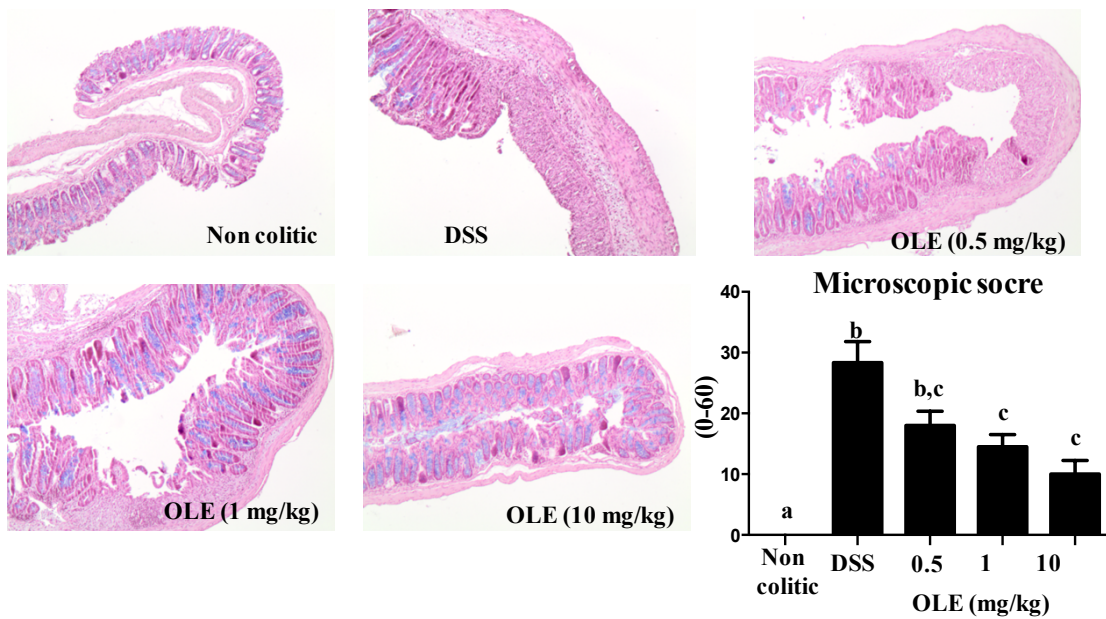 Non colitic
DSS
OLE (0.5 mg/kg)
OLE (1 mg/kg)
OLE (10 mg/kg)
Microscopic socre
(0-60)
40
30
20
10
0
a
b
b,c
c
c
Non colitic
DSS
0.5
1
10
OLE (mg/kg)